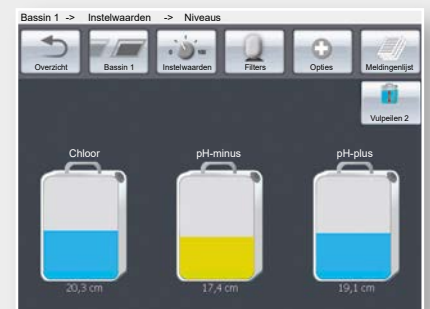 Bassin 1 -> Instelwaarden -> Niveaus
Overzicht Bassin 1 Instelwaarden Filters Opties Meldingenlijst
Vulpeilen 2
Chloor pH-minus pH-plus
20,3 cm 17,4 cm 19,1 cm